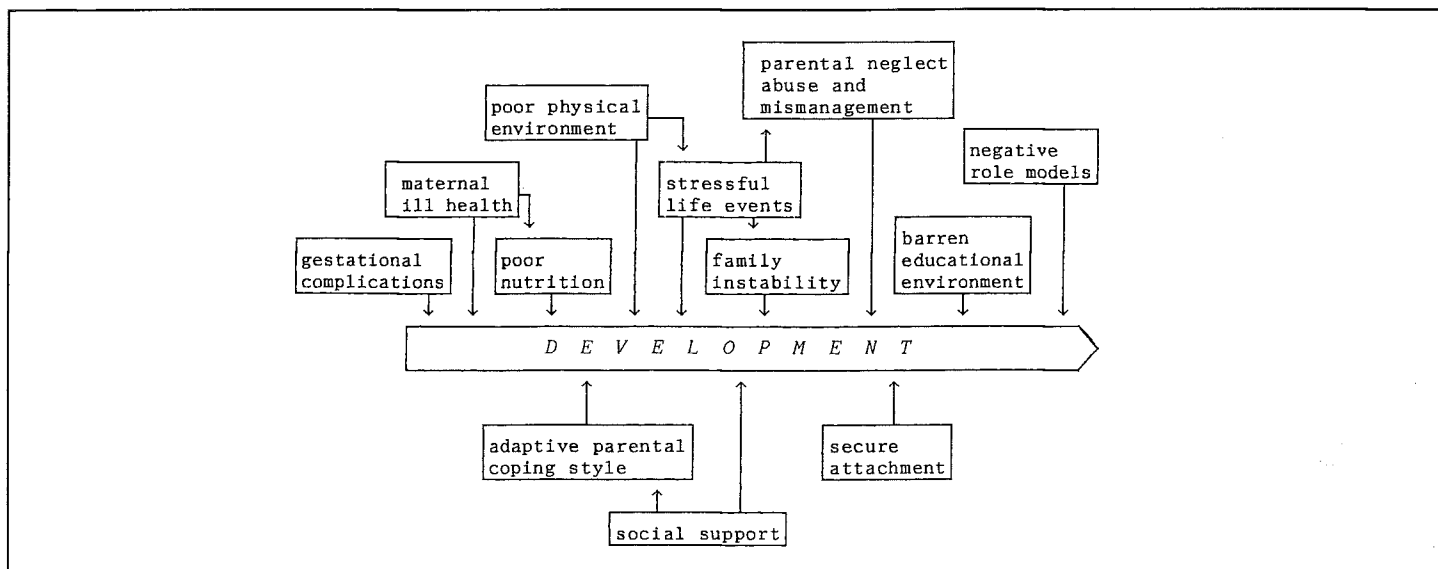 parental neglect
abuse and
mismanagement
poor physical
environment
negative
role models
maternal
ill health
stressful
life events
gestational
complications
poor
nutrition
family
instability
barren
educational
environment
D E V E L O P M E N T
adaptive parental
coping style
secure
attachment
social support